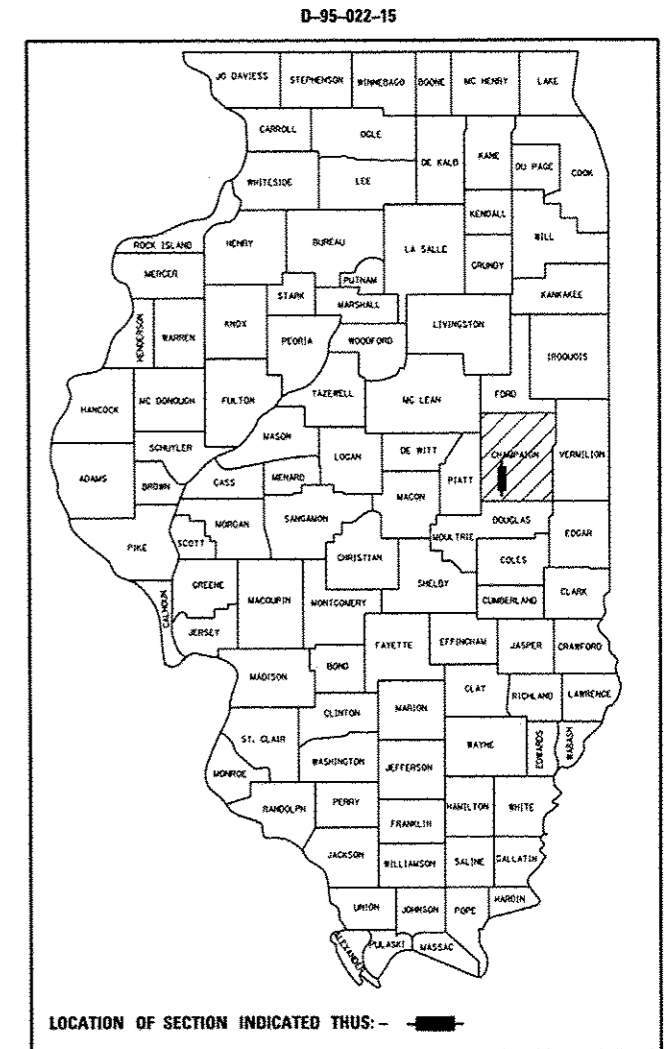 D-95-022-15
JO DAVIESS STEPHENSON WINNEBAGO BOONE MC HENRY LAKE
CARROLL OGLE DE KALB KANE DU PAGE COOK
WHITESIDE LEE
KENDALL WILL
ROCK ISLAND HENRY BUREAU LA SALLE GRUNDY
MERCER PUTNAM KANKAKEE
STARK MARSHALL
HENDERSON WARREN KNOX PEORIA WOODFORD LIVINGSTON IROQUOIS
HANCOCK MC DONOUGH FULTON TAZEWELL MC LEAN FORD
MASON
SCHUYLER LOGAN DE WITT CHAMPAIGN VERMILION
ADAMS BROWN CASS MENARD MACON PIATT
PIKE SCOTT MORGAN SANGAMON DOUGLAS
MOULTRIE EDGAR
CHRISTIAN COLES
CALHOUN GREENE MACOUPIN MONTGOMERY SHELBY CUMBERLAND CLARK
JERSEY
FAYETTE EFFINGHAM JASPER CRAWFORD
MADISON BOND
CLAY RICHLAND LAWRENCE
CLINTON MARION
ST. CLAIR WAYNE EDWARDS WABASH
WASHINGTON JEFFERSON
MONROE
RANDOLPH PERRY HAMILTON WHITE
FRANKLIN
JACKSON WILLIAMSON SALINE GALLATIN
UNION JOHNSON POPE HARDIN
ALEXANDER PULASKI MASSAC
LOCATION OF SECTION INDICATED THUS: -